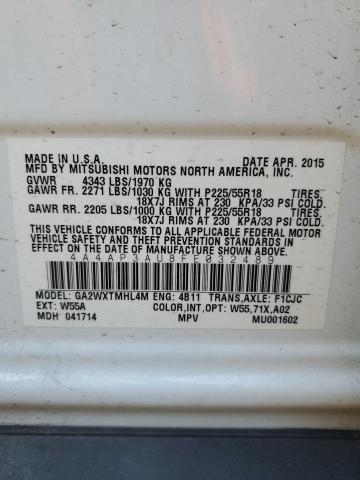 MADE IN U.S.A. DATE APR. 2015
MFD BY MITSUBISHI MOTORS NORTH AMERICA, INC.
GVWR 4343 LBS/1970 KG
GAWR FR. 2271 LBS/1030 KG WITH P225/55R18 TIRES.
18X7J RIMS AT 230 KPA/33 PSI COLD
GAWR RR. 2205 LBS/1000 KG WITH P225/55R18 TIRES.
18X7J RIMS AT 230 KPA/33 PSI COLD
THIS VEHICLE CONFORMS TO ALL APPLICABLE FEDERAL MOTOR
VEHICLE SAFETY AND THEFT PREVENTION STANDARDS IN
EFFECT ON THE DATE OF MANUFACTURE.
4A4AP3AU8FE032489
MODEL: GA2WXTMHL4M ENG: 4B11 TRANS,AXLE: F1CJC
EXT: W55A COLOR,INT,OPT: W55,71X,A02
MDH 041714 MPV MU001602